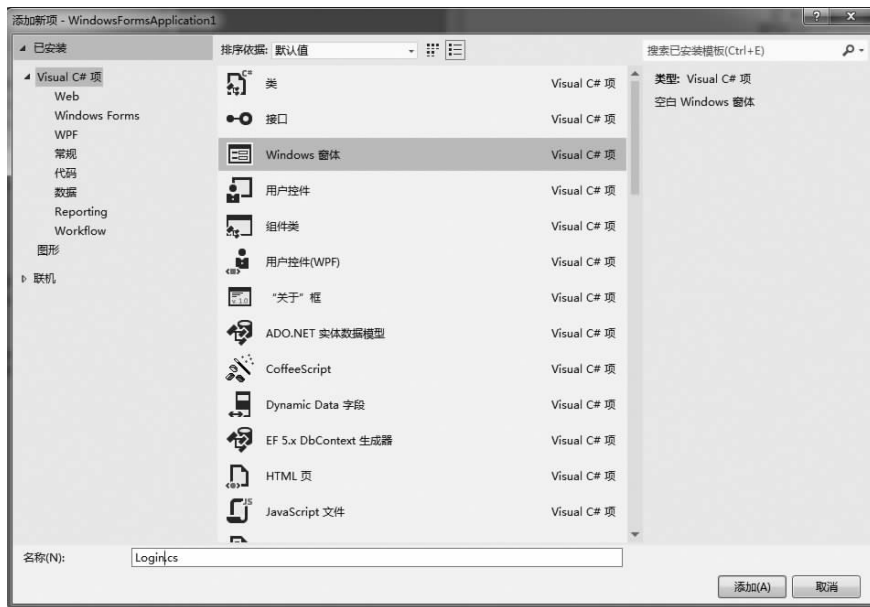 添加新项 - WindowsFormsApplication1
? x
已安装
排序依据: 默认值
搜索已安装模板(Ctrl+E)
Visual C# 项
Web
Windows Forms
WPF
常规
代码
数据
Reporting
Workflow
图形
联机
C# 类 Visual C# 项
接口 Visual C# 项
Windows 窗体 Visual C# 项
用户控件 Visual C# 项
组件类 Visual C# 项
用户控件(WPF) Visual C# 项
v.1.0 “关于”框 Visual C# 项
ADO.NET 实体数据模型 Visual C# 项
CoffeeScript Visual C# 项
Dynamic Data 字段 Visual C# 项
EF 5.x DbContext 生成器 Visual C# 项
HTML 页 Visual C# 项
JS JavaScript 文件 Visual C# 项
类型: Visual C# 项
空白 Windows 窗体
名称(N): Login.cs
添加(A) 取消